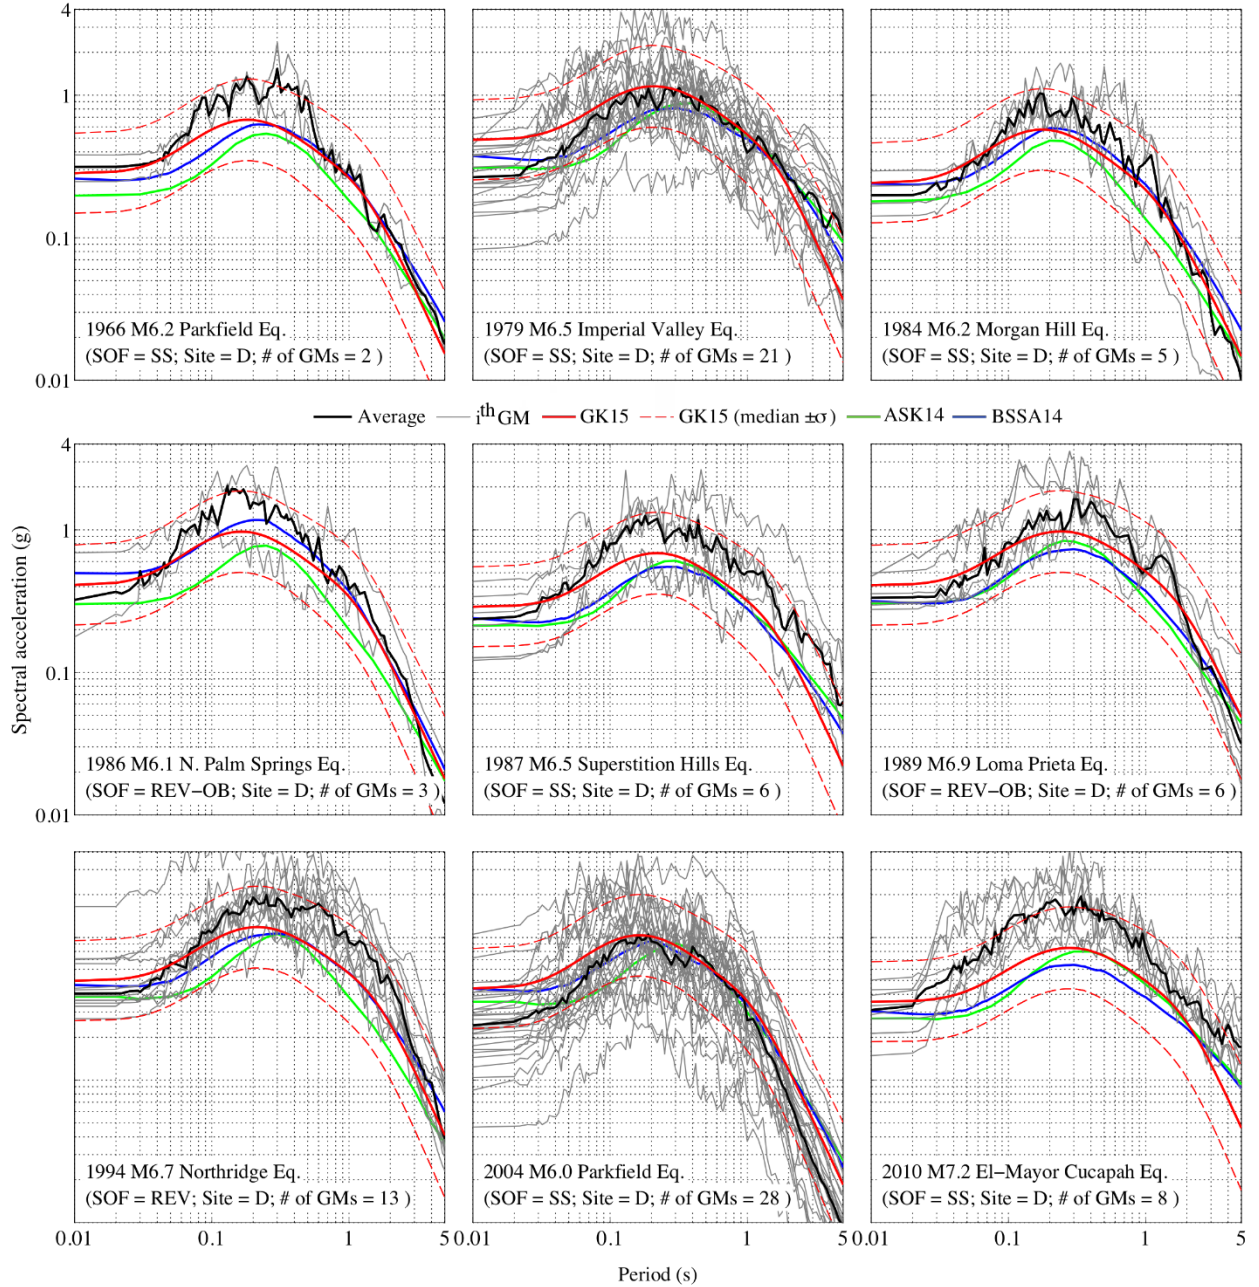 4
1
0.1
0.01
1966 M6.2 Parkfield Eq.
(SOF = SS; Site = D; # of GMs = 2 )
1979 M6.5 Imperial Valley Eq.
(SOF = SS; Site = D; # of GMs = 21 )
1984 M6.2 Morgan Hill Eq.
(SOF = SS; Site = D; # of GMs = 5 )
Average ith GM GK15 GK15 (median ±σ) ASK14 BSSA14
Spectral acceleration (g)
4
1
0.1
0.01
1986 M6.1 N. Palm Springs Eq.
(SOF = REV−OB; Site = D; # of GMs = 3 )
1987 M6.5 Superstition Hills Eq.
(SOF = SS; Site = D; # of GMs = 6 )
1989 M6.9 Loma Prieta Eq.
(SOF = REV−OB; Site = D; # of GMs = 6 )
1994 M6.7 Northridge Eq.
(SOF = REV; Site = D; # of GMs = 13 )
2004 M6.0 Parkfield Eq.
(SOF = SS; Site = D; # of GMs = 28 )
2010 M7.2 El−Mayor Cucapah Eq.
(SOF = SS; Site = D; # of GMs = 8 )
0.01 0.1 1 5 0.01 0.1 1 5 0.01 0.1 1 5
Period (s)